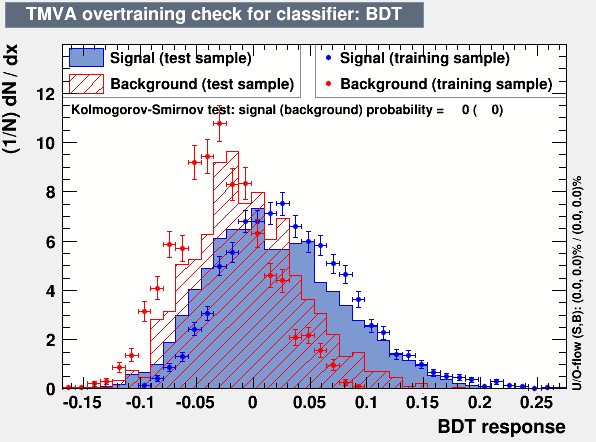 TMVA overtraining check for classifier: BDT
Signal (test sample)
Background (test sample)
Signal (training sample)
Background (training sample)
Kolmogorov-Smirnov test: signal (background) probability = 0 ( 0)
(1/N) dN / dx
12
10
8
6
4
2
0
-0.15 -0.1 -0.05 0 0.05 0.1 0.15 0.2 0.25
BDT response
U/O-flow (S,B): (0.0, 0.0)% / (0.0, 0.0)%